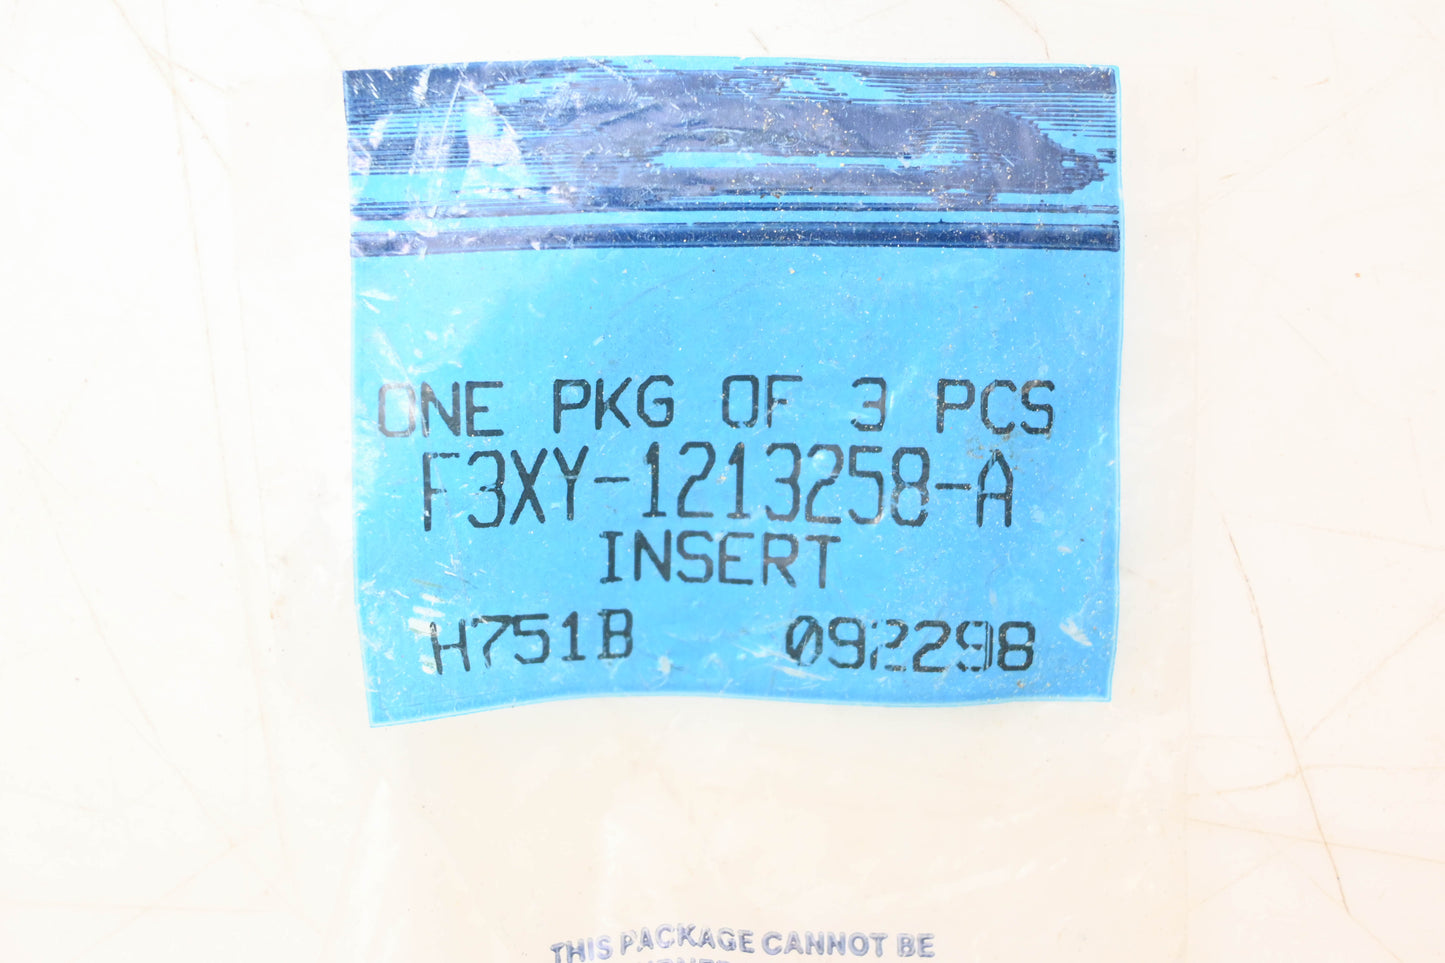 ONE PKG OF 3 PCS
F3XY-1213258-A
INSERT
H751B 092298
THIS PACKAGE CANNOT BE